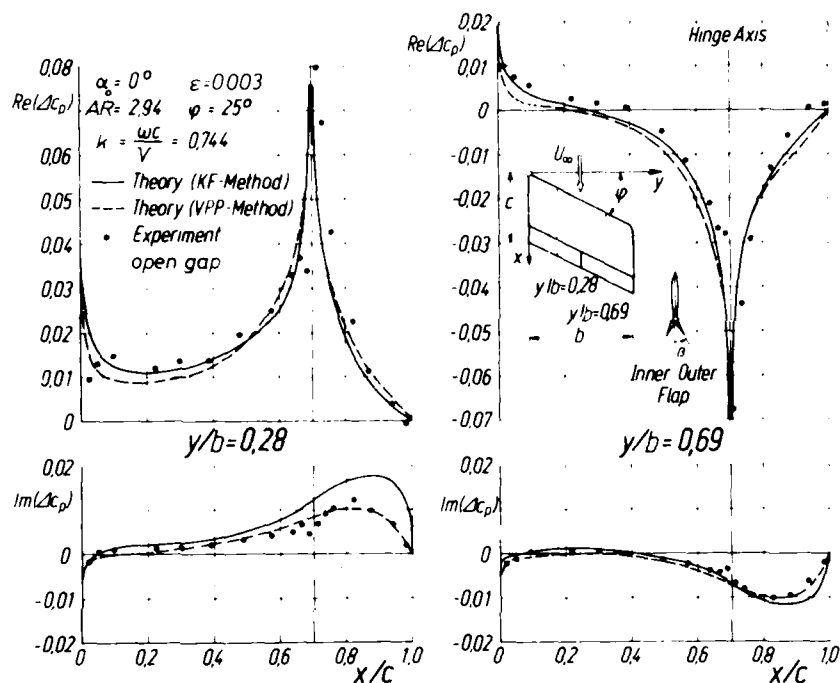 0,08
Re(Δc_p)
0,07
0,06
0,05
0,04
0,03
0,02
0,01
0
α₀ = 0° ε = 0.003
AR = 2,94 φ = 25°
k = ωc/V = 0,744
Theory (KF-Method)
Theory (VPP-Method)
Experiment
open gap
y/b = 0,28
0,02
Re(Δc_p)
0,01
0
-0,01
-0,02
-0,03
-0,04
-0,05
-0,06
-0,07
Hinge Axis
U∞
y
φ
c
x
y/b=0,28
y/b=0,69
b
β
Inner Outer
Flap
y/b = 0,69
0,02
Im(Δc_p)
0
-0,01
-0,02
0 0,2 0,4 0,6 0,8 1,0
x/c
0,02
Im(Δc_p)
0
-0,01
-0,02
0 0,2 0,4 0,6 0,8 1,0
x/c